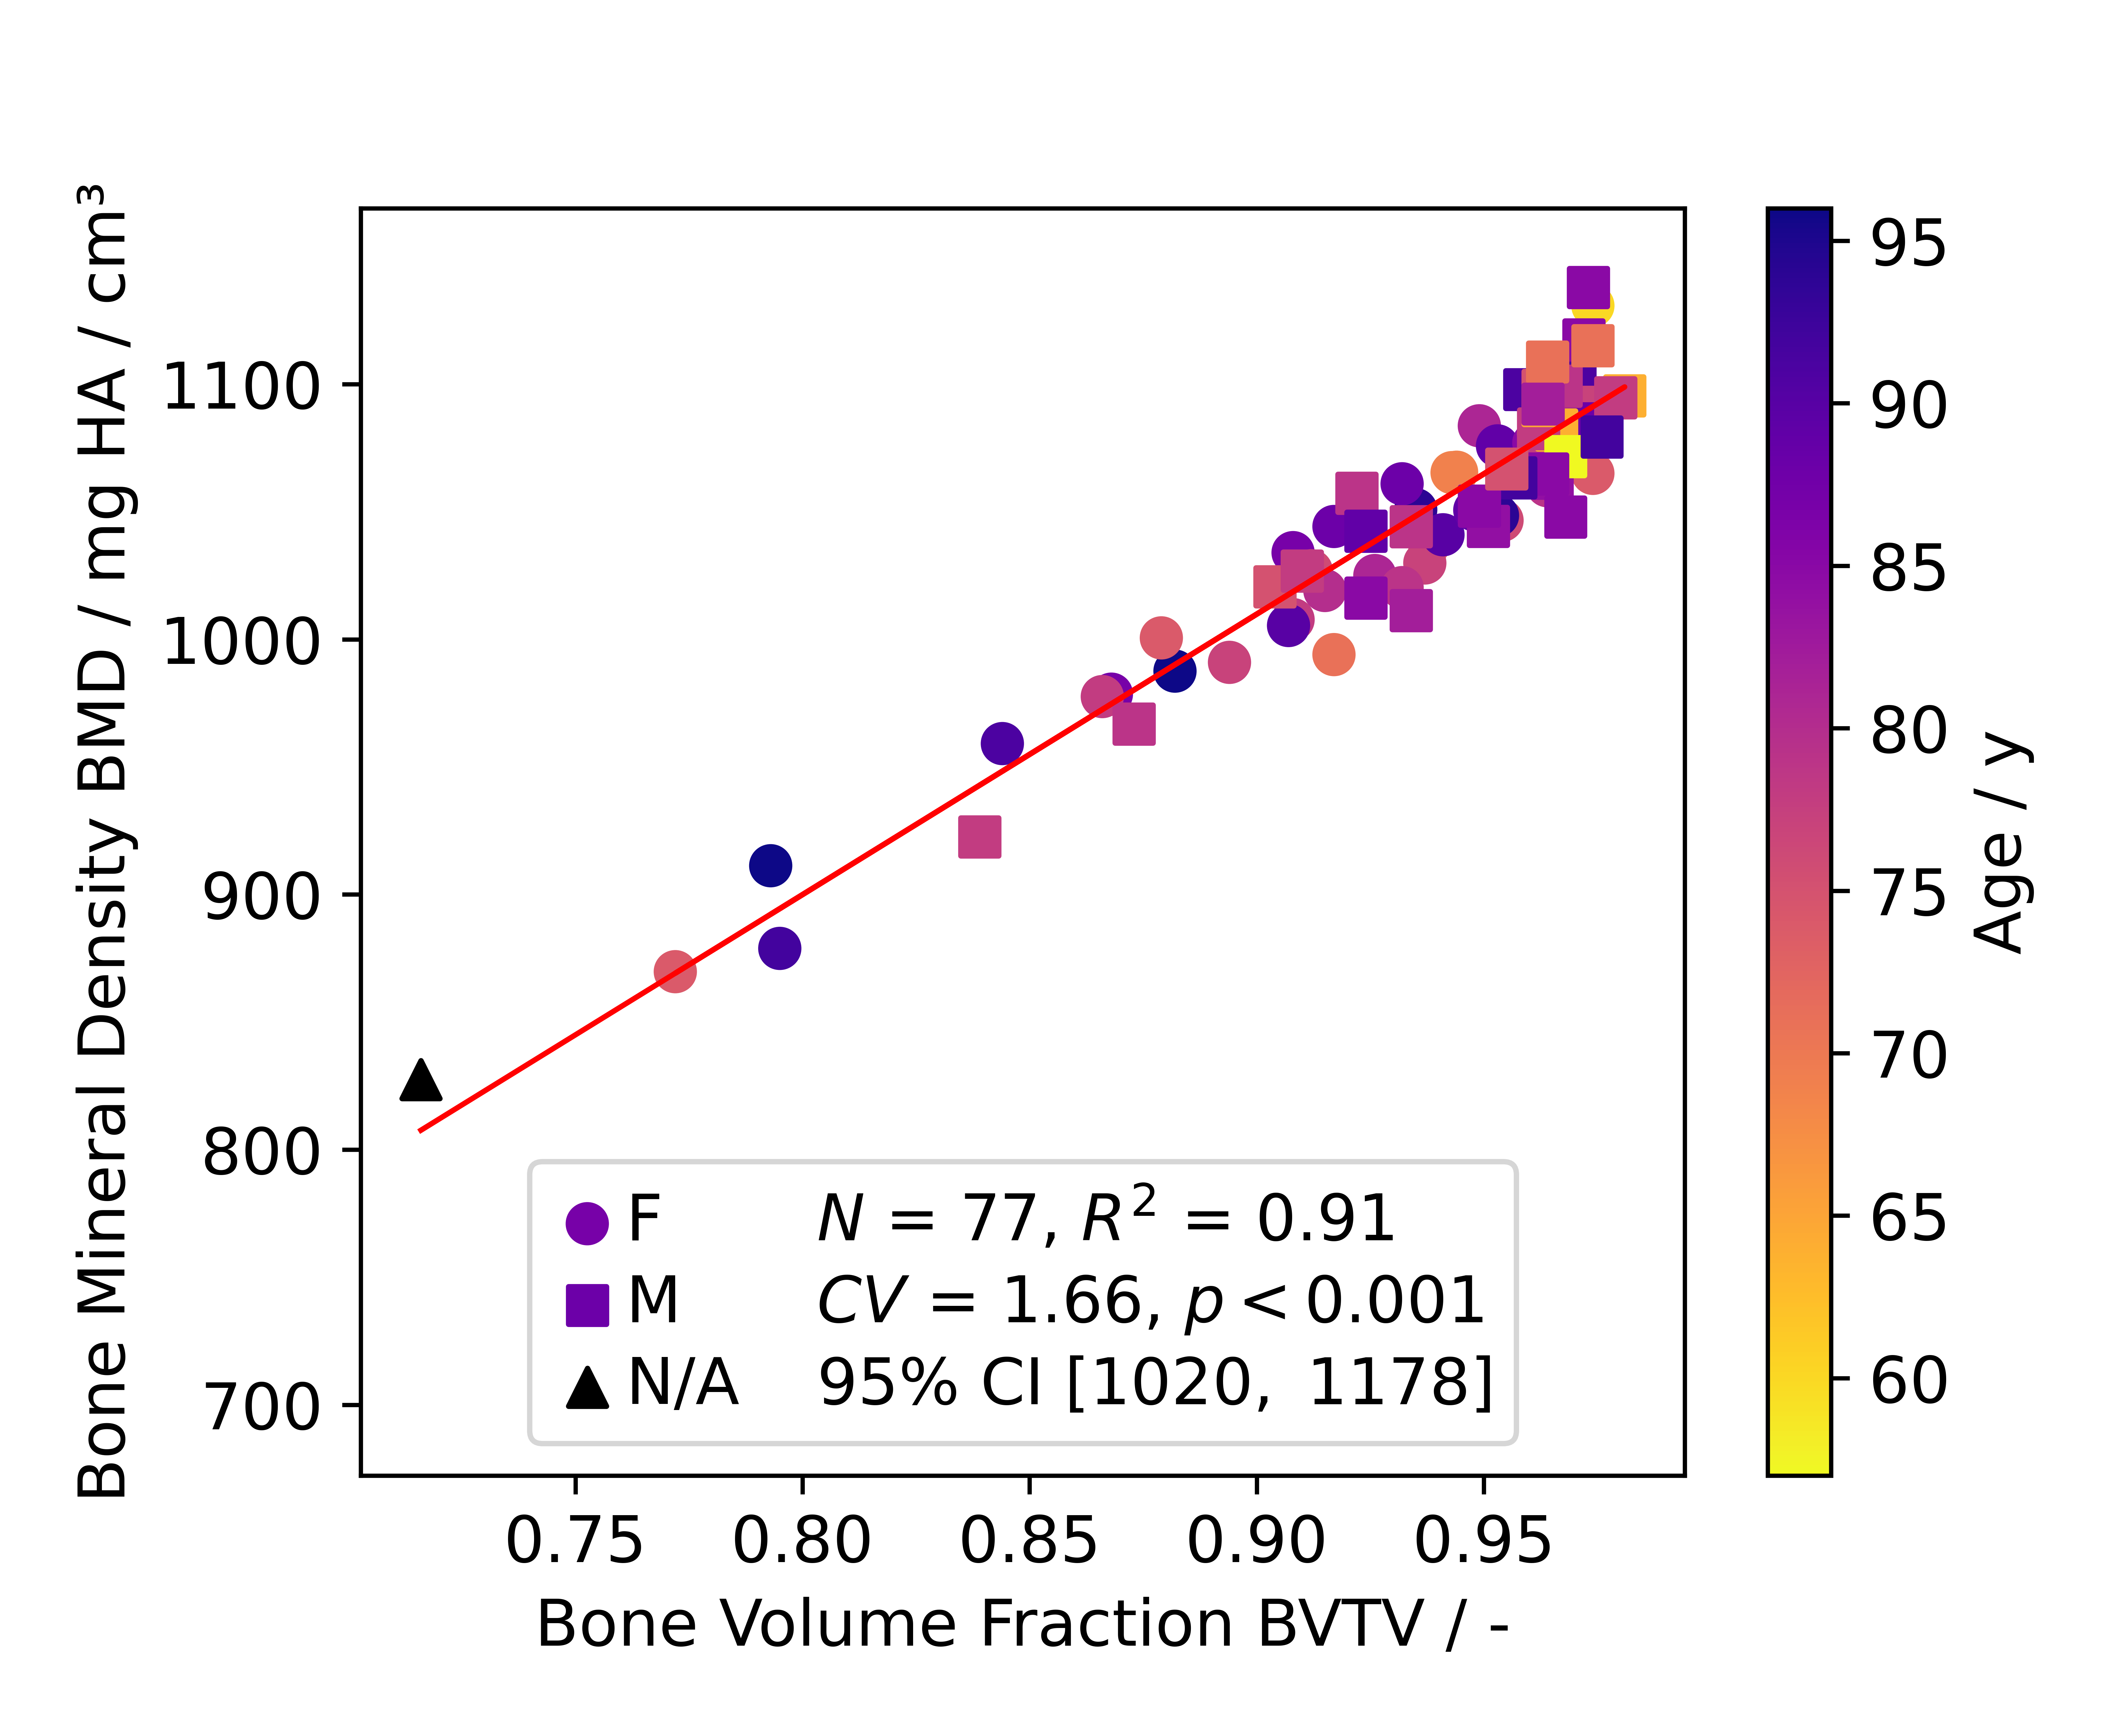 Bone Mineral Density BMD / mg HA / cm³
1100
1000
900
800
700
F
M
N/A
N = 77, R² = 0.91
CV = 1.66, p < 0.001
95% CI [1020, 1178]
0.75 0.80 0.85 0.90 0.95
Bone Volume Fraction BVTV / -
95
90
85
80
75
70
65
60
Age / y